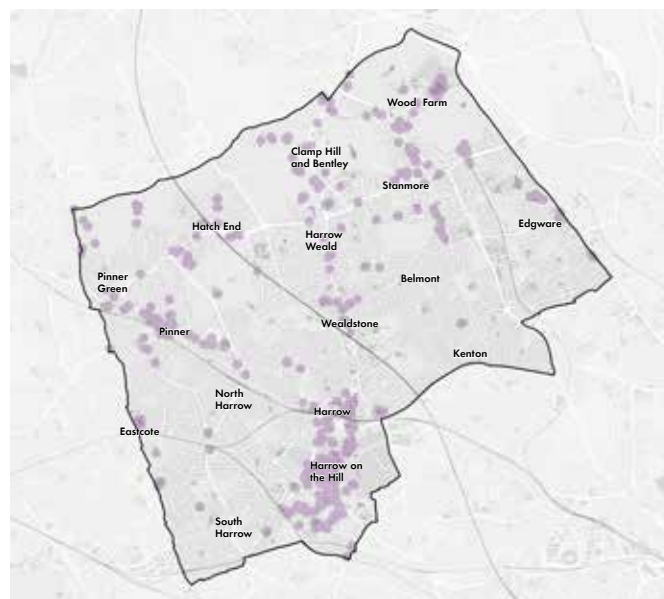 Wood Farm
Clamp Hill
and Bentley
Stanmore
Hatch End
Edgware
Harrow
Weald
Pinner
Green
Belmont
Wealdstone
Pinner
Kenton
North
Harrow
Harrow
Eastcote
Harrow on
the Hill
South
Harrow